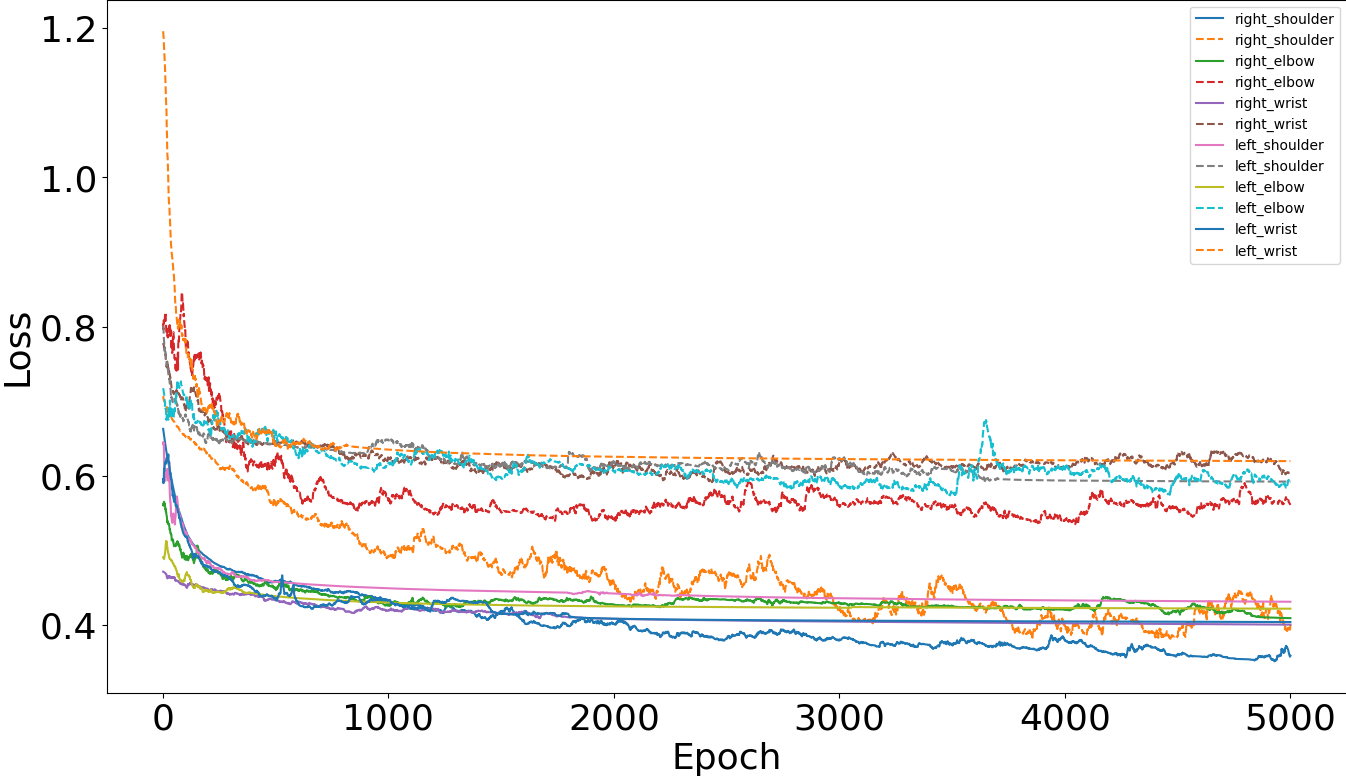 1.2
1.0
0.8
0.6
0.4
Loss
0
1000
2000
3000
4000
5000
Epoch
right_shoulder
right_shoulder
right_elbow
right_elbow
right_wrist
right_wrist
left_shoulder
left_shoulder
left_elbow
left_elbow
left_wrist
left_wrist